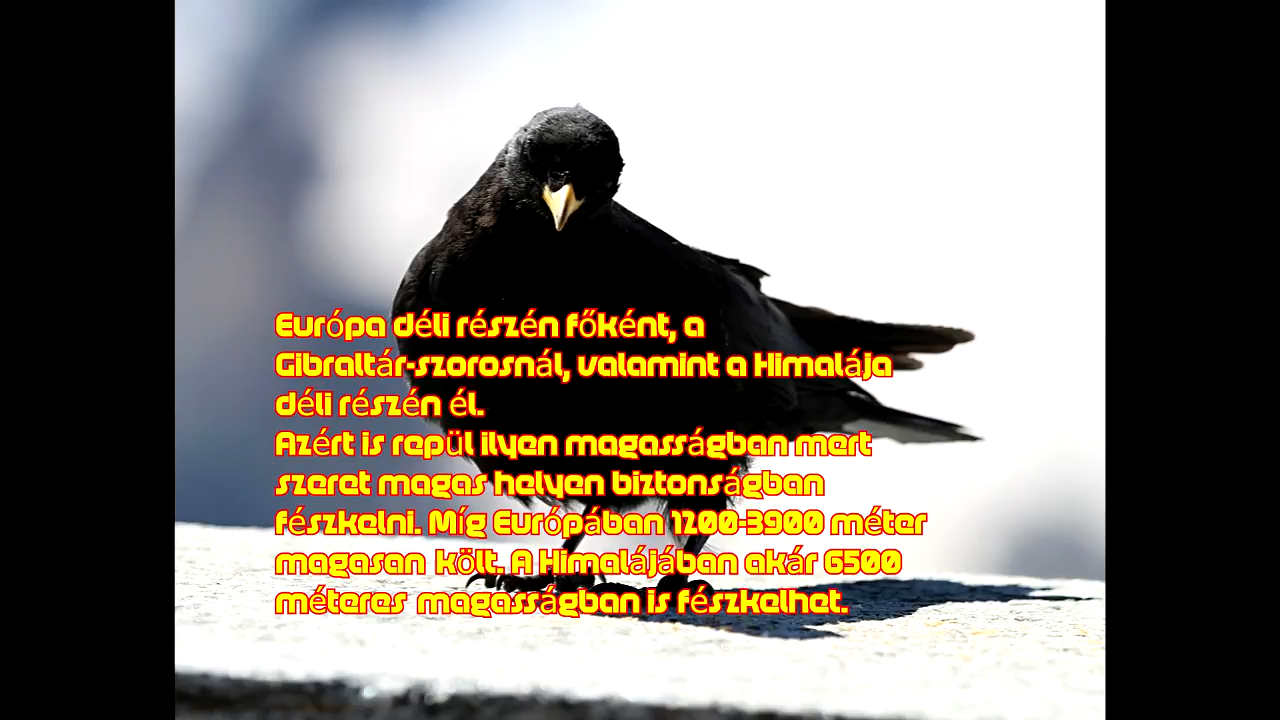 Európa déli részén főként, a
Gibraltár-szorosnál, valamint a Himalája
déli részén él.
Azért is repül ilyen magasságban mert
szeret magas helyen biztonságban
fészkelni. Míg Európában 1200-3900 méter
magasan költ. A Himalájában akár 6500
méteres magasságban is fészkelhet.